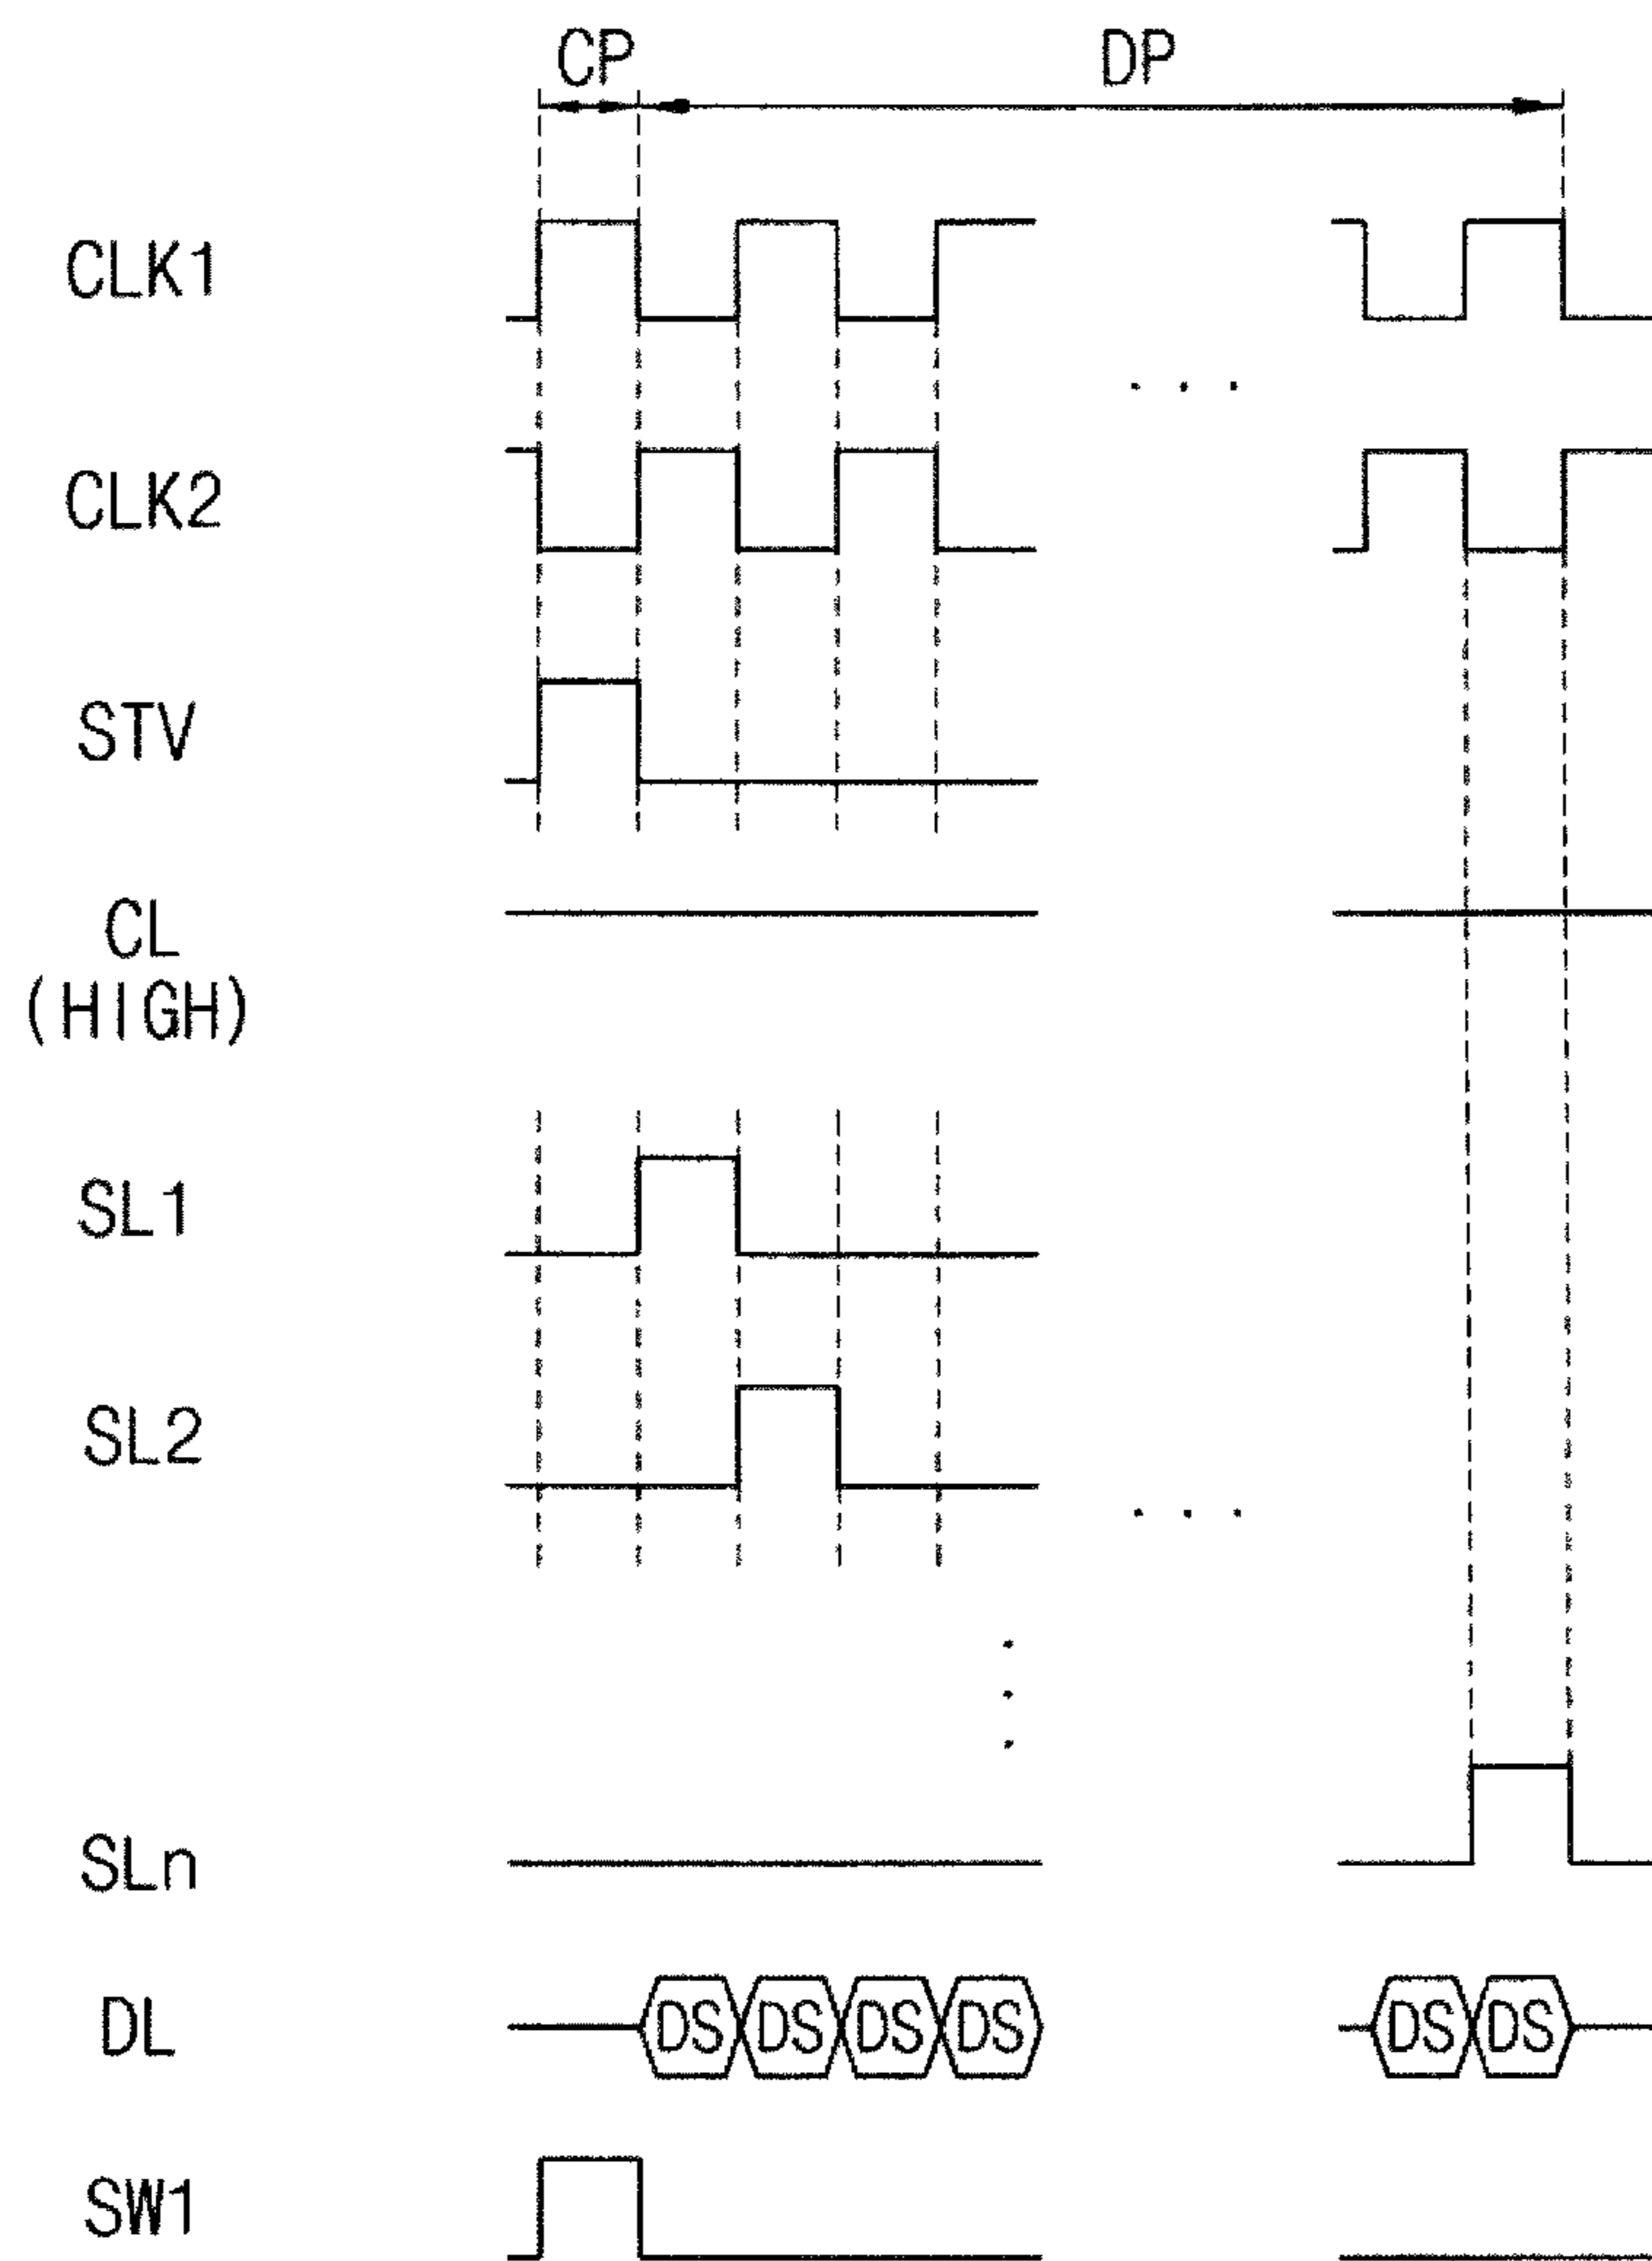 CP DP
CLK1
CLK2
STV
CL
(HIGH)
SL1
SL2
SLn
DL DS DS DS DS DS DS
SW1